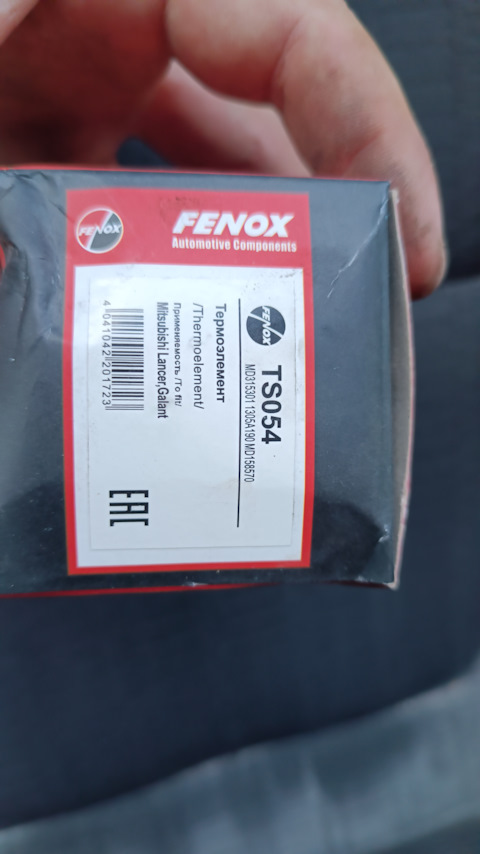 FENOX
FENOX
Automotive Components
FENOX
TS054
MD315301 1305A190 MD158570
Термоэлемент
/Thermoelement/
Применяемость /To fit/
Mitsubishi Lancer,Galant
4 041042 201723
EAC